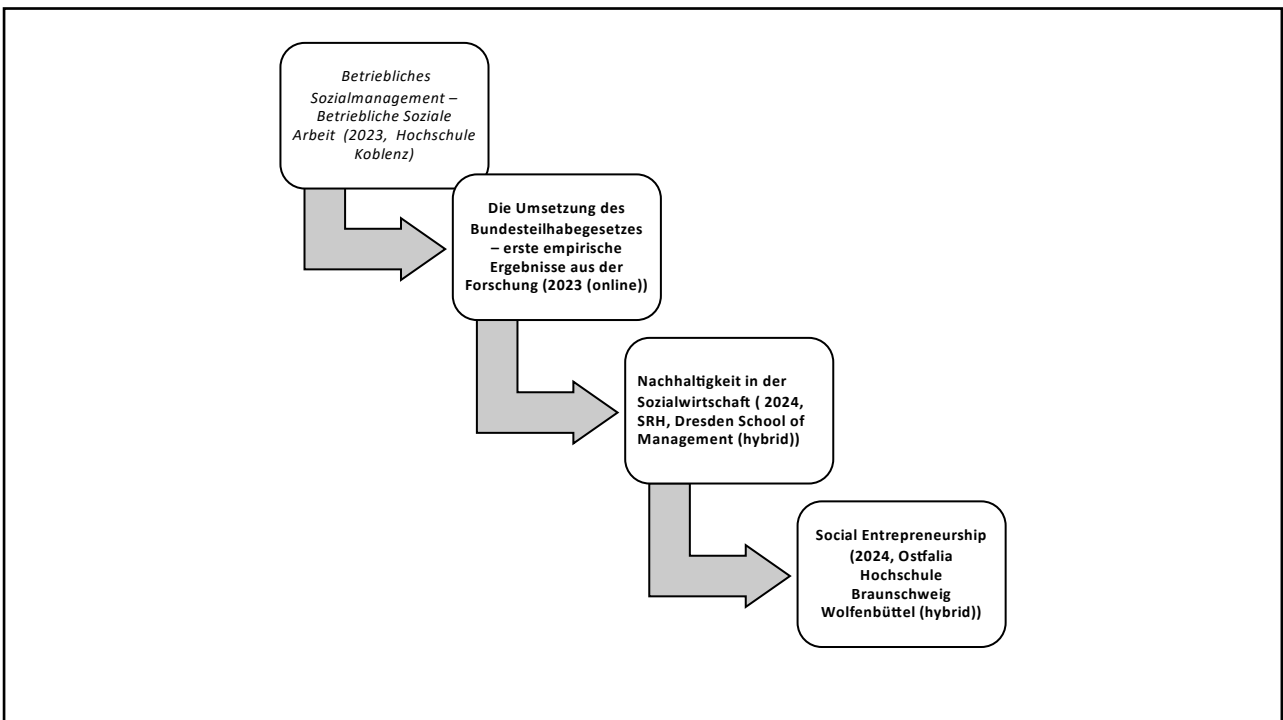 Betriebliches
Sozialmanagement –
Betriebliche Soziale
Arbeit (2023, Hochschule
Koblenz)
Die Umsetzung des
Bundesteilhabegesetzes
– erste empirische
Ergebnisse aus der
Forschung (2023 (online))
Nachhaltigkeit in der
Sozialwirtschaft ( 2024,
SRH, Dresden School of
Management (hybrid))
Social Entrepreneurship
(2024, Ostfalia
Hochschule
Braunschweig
Wolfenbüttel (hybrid))